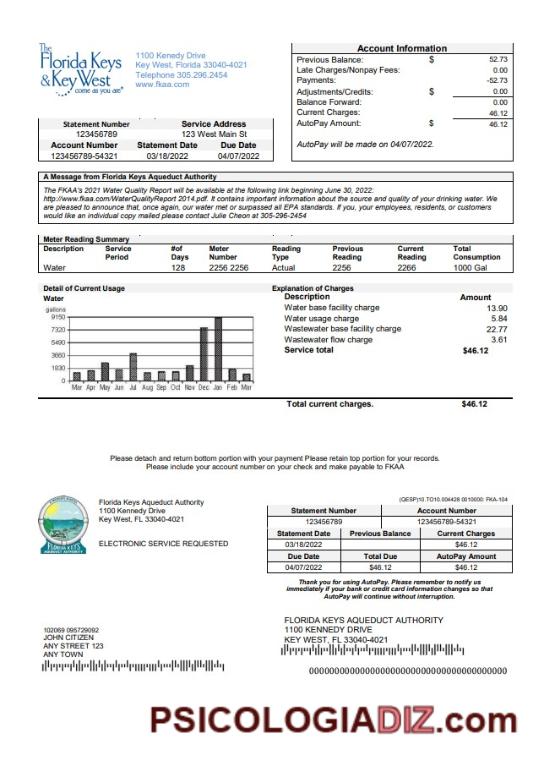 The
Florida Keys
& Key West
come as you are®
1100 Kenedy Drive
Key West, Florida 33040-4021
Telephone 305.296.2454
www.fkaa.com
Account Information
Previous Balance: $ 52.73
Late Charges/Nonpay Fees: 0.00
Payments: -52.73
Adjustments/Credits: $ 0.00
Balance Forward: 0.00
Current Charges: 46.12
AutoPay Amount: $ 46.12
AutoPay will be made on 04/07/2022.
Statement Number Service Address
123456789 123 West Main St
Account Number Statement Date Due Date
123456789-54321 03/18/2022 04/07/2022
A Message from Florida Keys Aqueduct Authority
The FKAA's 2021 Water Quality Report will be available at the following link beginning June 30, 2022:
http://www.fkaa.com/WaterQualityReport 2014.pdf. It contains important information about the source and quality of your drinking water. We
are pleased to announce that, once again, our water met or surpassed all EPA standards. If you, your employees, residents, or customers
would like an individual copy mailed please contact Julie Cheon at 305-296-2454
Meter Reading Summary
Description Service Period #of Days Meter Number Reading Type Previous Reading Current Reading Total Consumption
Water 128 2256 2256 Actual 2256 2266 1000 Gal
Detail of Current Usage
Water
gallons
9150
7320
5490
3660
1830
0
Mar Apr May Jun Jul Aug Sep Oct Nov Dec Jan Feb Mar
Explanation of Charges
Description Amount
Water base facility charge 13.90
Water usage charge 5.84
Wastewater base facility charge 22.77
Wastewater flow charge 3.61
Service total $46.12
Total current charges. $46.12
Please detach and return bottom portion with your payment Please retain top portion for your records.
Please include your account number on your check and make payable to FKAA
FLORIDA KEYS
Florida Keys Aqueduct Authority
1100 Kennedy Drive
Key West, FL 33040-4021
ELECTRONIC SERVICE REQUESTED
(QESP)10.TO10.004428 0010000: FKA-104
Statement Number Account Number
123456789 123456789-54321
Statement Date Previous Balance Current Charges
03/18/2022 $46.12
Due Date Total Due AutoPay Amount
04/07/2022 $46.12 $46.12
Thank you for using AutoPay. Please remember to notify us
immediately if your bank or credit card information changes so that
AutoPay will continue without interruption.
102069 095729092
JOHN CITIZEN
ANY STREET 123
ANY TOWN
FLORIDA KEYS AQUEDUCT AUTHORITY
1100 KENNEDY DRIVE
KEY WEST, FL 33040-4021
0000000000000000000000000000000000000000
PSICOLOGIADIZ.com